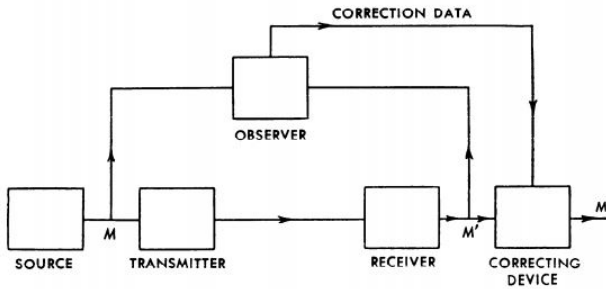 CORRECTION DATA
OBSERVER
M
M'
M
SOURCE
TRANSMITTER
RECEIVER
CORRECTING
DEVICE